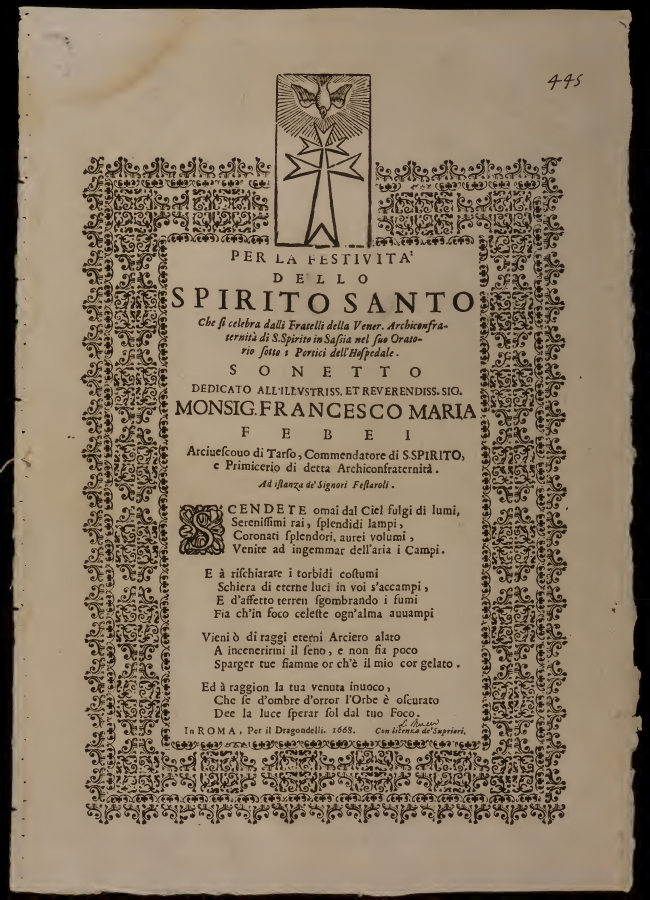 445
PER LA FESTIVITA'
DELLO
SPIRITO SANTO
Che ſi celebra dalli Fratelli della Vener. Archiconfra-
ternità di S.Spirito in Saſsia nel ſuo Orato-
rio ſotto i Portici dell'Hoſpedale.
SONETTO
DEDICATO ALL'ILLVSTRISS. ET REVERENDISS. SIG.
MONSIG. FRANCESCO MARIA
FEBEI
Arciueſcouo di Tarſo, Commendatore di S.SPIRITO,
e Primicerio di detta Archiconfraternità.
Ad iſtanza de' Signori Feſtaroli.
SCENDETE omai dal Ciel fulgi di lumi,
Sereniſſimi rai, ſplendidi lampi,
Coronati ſplendori, aurei volumi,
Venite ad ingemmar dell'aria i Campi.
E à riſchiarare i torbidi coſtumi
Schiera di eterne luci in voi s'accampi,
E d'affetto terren ſgombrando i fumi
Fia ch'in foco celeſte ogn'alma auuampi
Vieni ò di raggi eterni Arciero alato
A incenerirmi il ſeno, e non ſia poco
Sparger tue fiamme or ch'è il mio cor gelato.
Ed à raggion la tua venuta inuoco,
Che ſe d'ombre d'orror l'Orbe è oſcurato
Dee la luce ſperar ſol dal tuo Foco.
In ROMA, Per il Dragondelli. 1668. Con licenza de' Superiori.